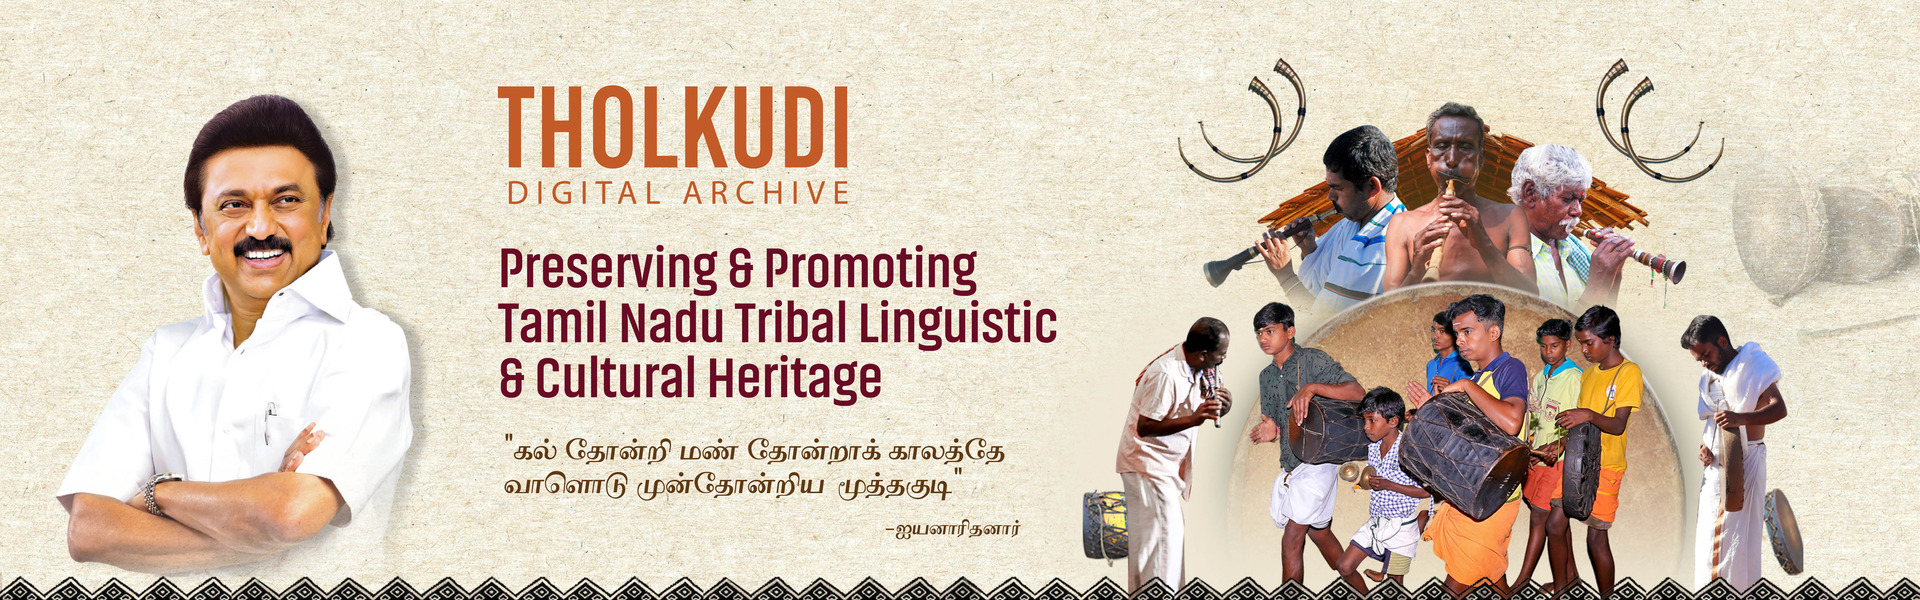 THOLKUDI
DIGITAL ARCHIVE
Preserving & Promoting
Tamil Nadu Tribal Linguistic
& Cultural Heritage
"கல் தோன்றி மண் தோன்றாக் காலத்தே
வாளொடு முன்தோன்றிய மூத்தகுடி"
-ஐயனாரிதனார்